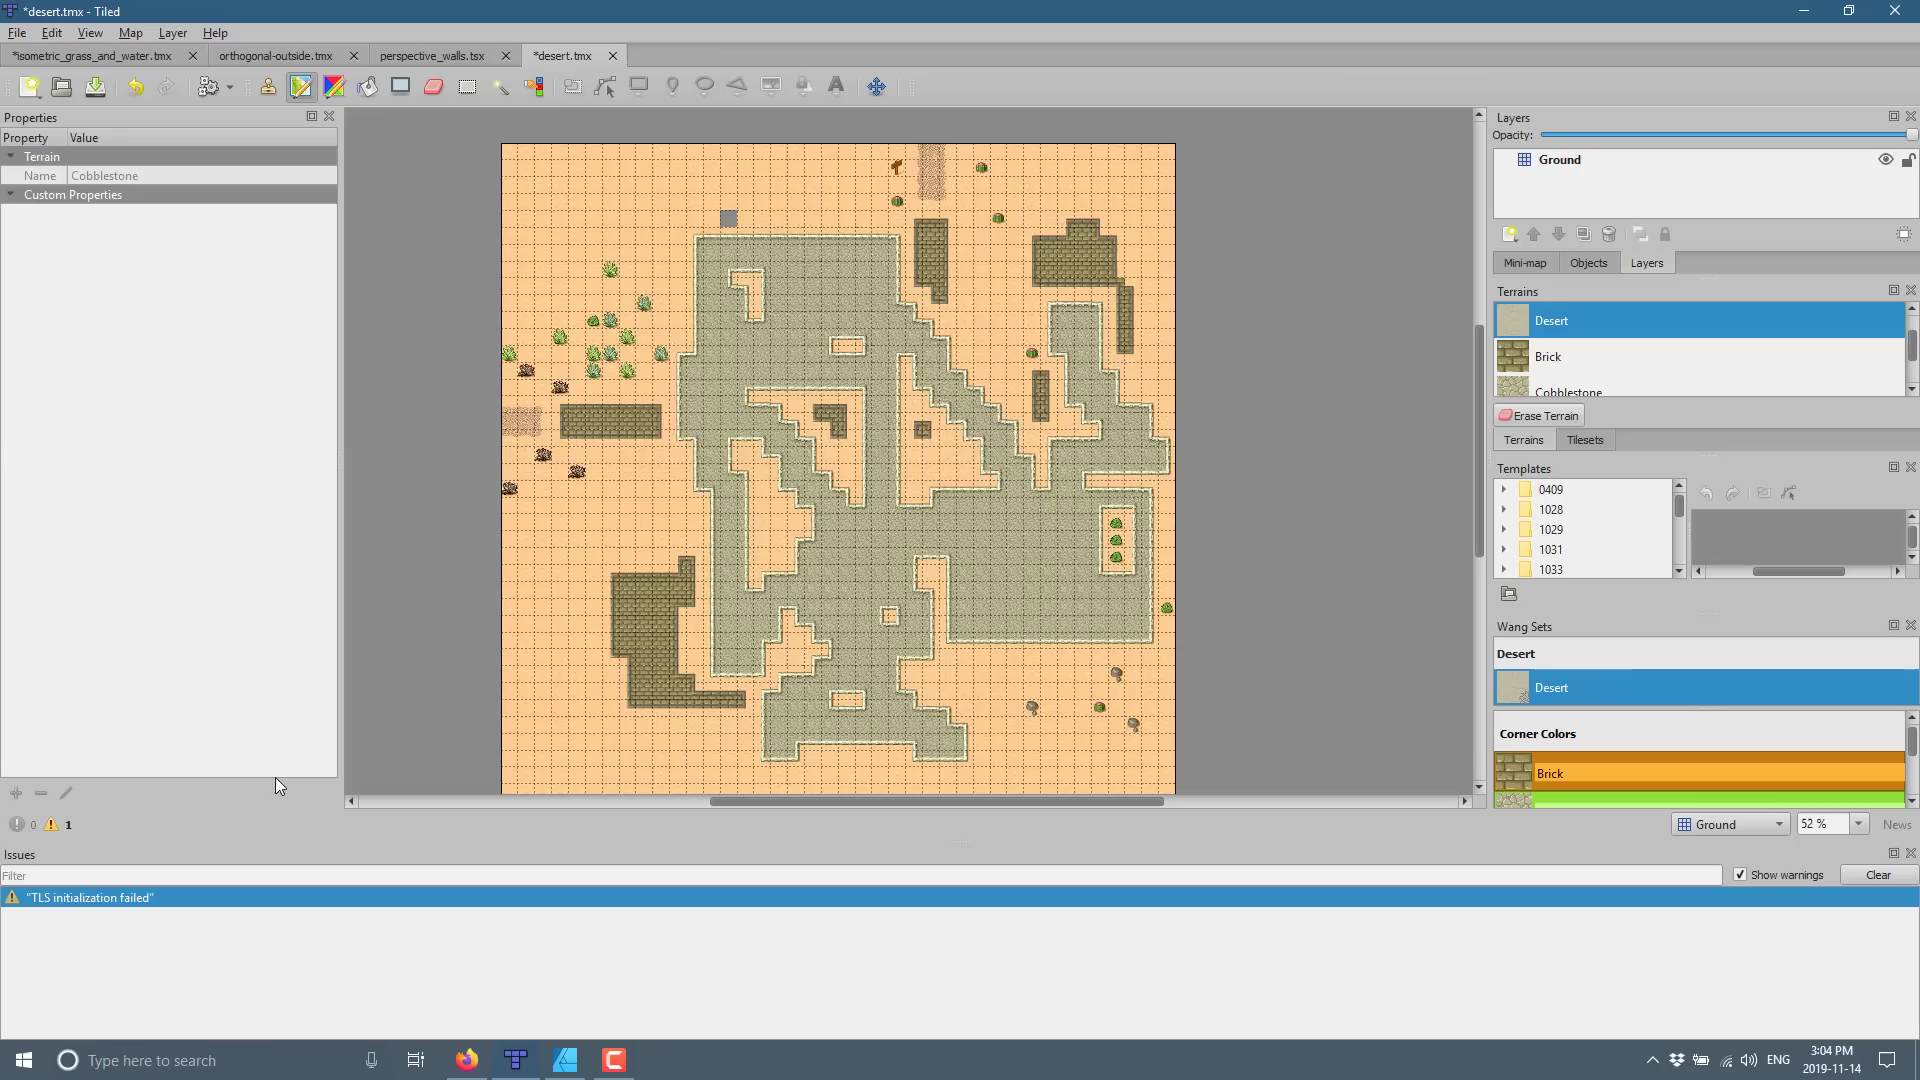 *desert.tmx - Tiled
File Edit View Map Layer Help
*isometric_grass_and_water.tmx orthogonal-outside.tmx perspective_walls.tsx *desert.tmx
Properties
Property Value
Terrain
Name Cobblestone
Custom Properties
0 1
Layers
Opacity:
Ground
Mini-map Objects Layers
Terrains
Desert
Brick
Cobblestone
Erase Terrain
Terrains Tilesets
Templates
0409
1028
1029
1031
1033
Wang Sets
Desert
Desert
Corner Colors
Brick
Ground 52 % News
Issues
Filter
Show warnings Clear
"TLS initialization failed"
Type here to search
ENG
3:04 PM
2019-11-14